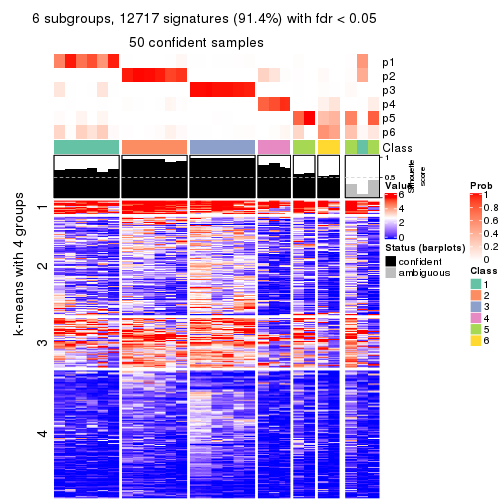 6 subgroups, 12717 signatures (91.4%) with fdr < 0.05
50 confident samples
p1
p2
p3
p4
p5
p6
Class
1
0.5
0
Silhouette
score
k-means with 4 groups
1
2
3
4
Value
6
4
2
0
Status (barplots)
confident
ambiguous
Prob
1
0.8
0.6
0.4
0.2
0
Class
1
2
3
4
5
6